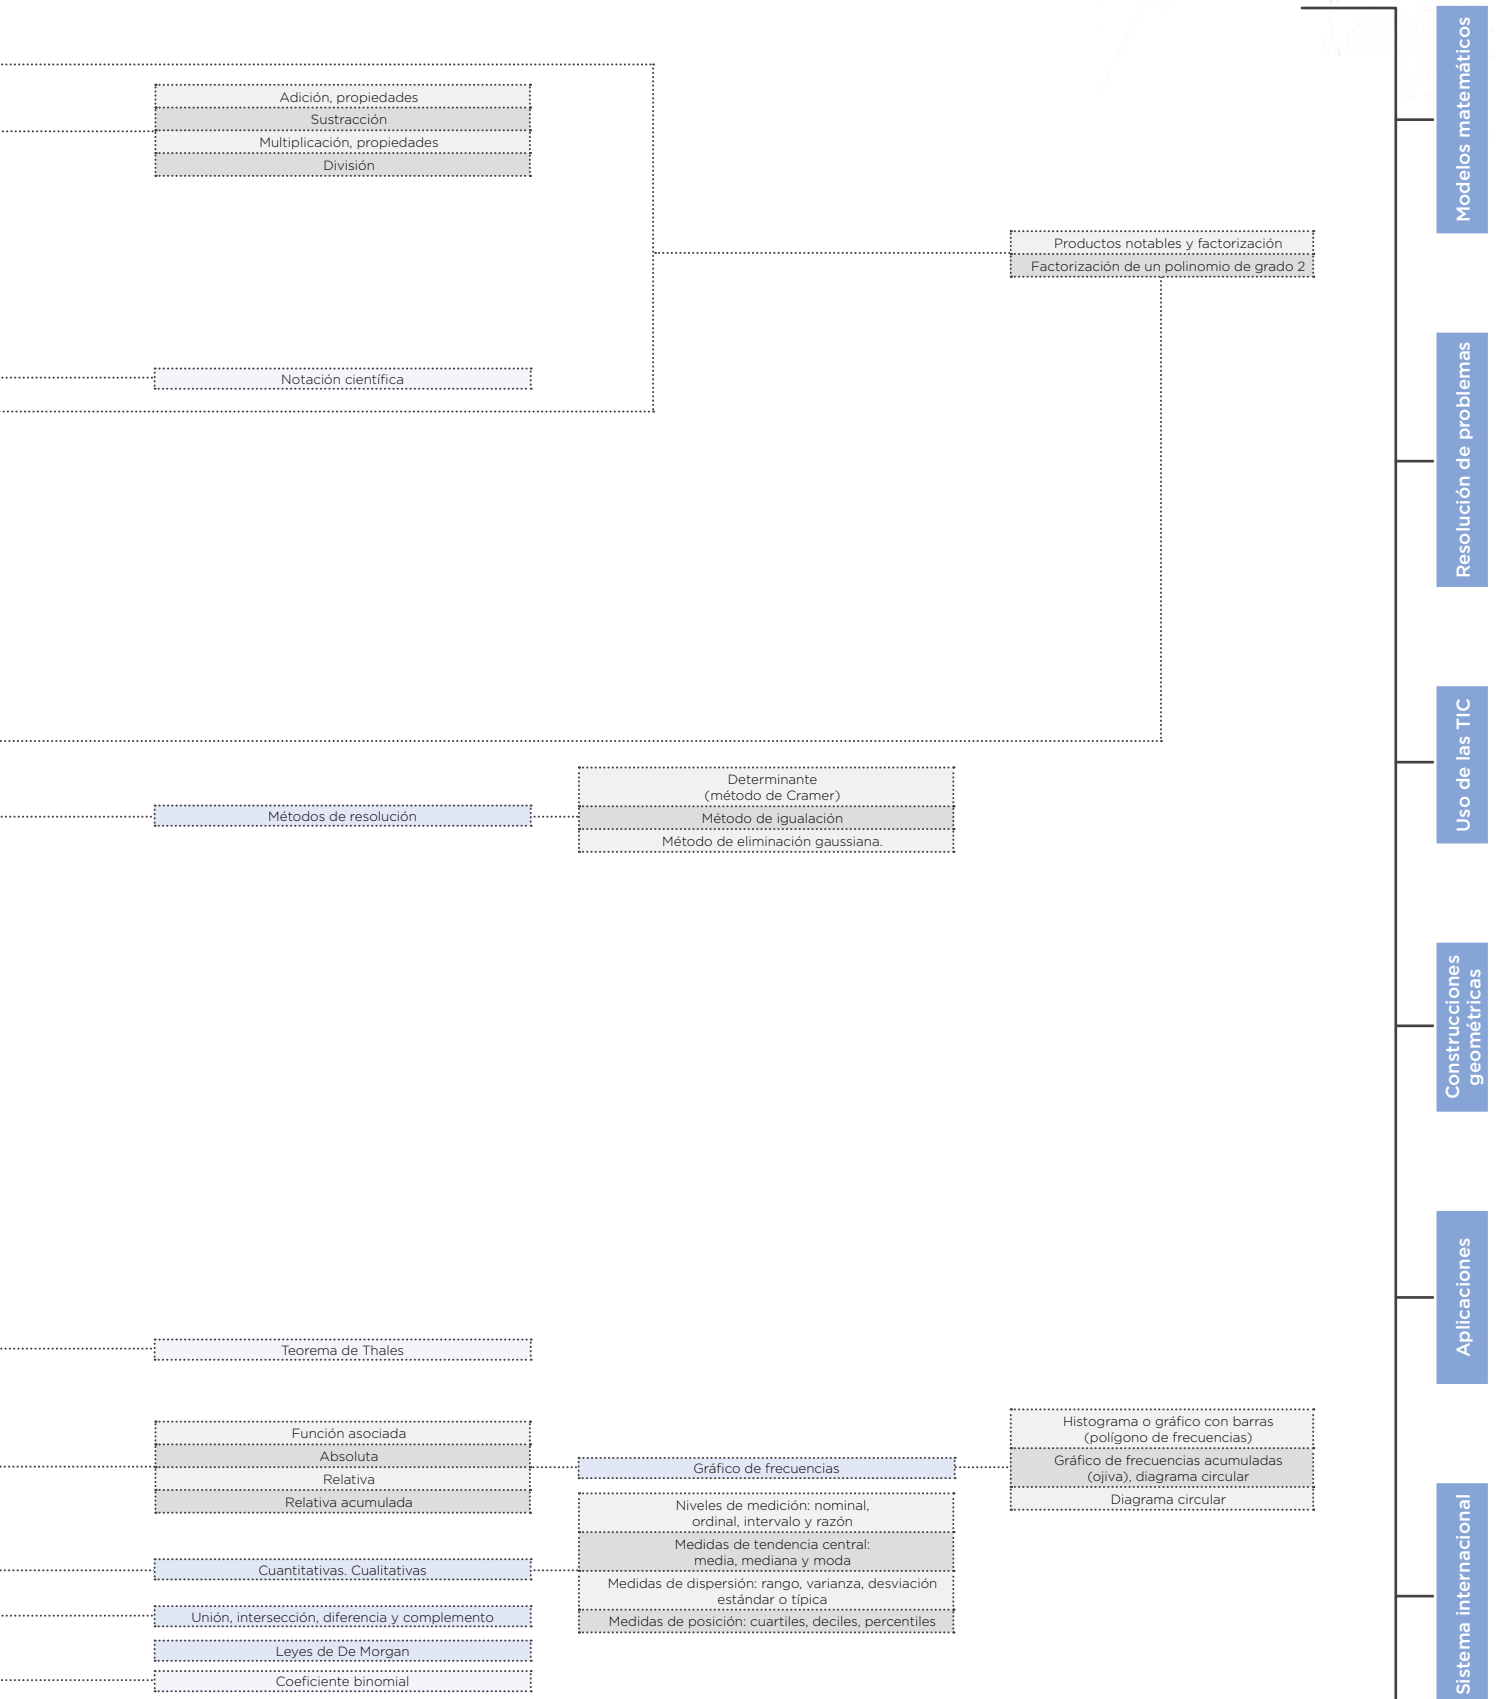 Adición, propiedades
Sustracción
Multiplicación, propiedades
División
Productos notables y factorización
Factorización de un polinomio de grado 2
Notación científica
Métodos de resolución
Determinante
(método de Cramer)
Método de igualación
Método de eliminación gaussiana.
Teorema de Thales
Función asociada
Absoluta
Relativa
Relativa acumulada
Gráfico de frecuencias
Histograma o gráfico con barras
(polígono de frecuencias)
Gráfico de frecuencias acumuladas
(ojiva), diagrama circular
Diagrama circular
Cuantitativas. Cualitativas
Niveles de medición: nominal,
ordinal, intervalo y razón
Medidas de tendencia central:
media, mediana y moda
Medidas de dispersión: rango, varianza, desviación
estándar o típica
Medidas de posición: cuartiles, deciles, percentiles
Unión, intersección, diferencia y complemento
Leyes de De Morgan
Coeficiente binomial
Modelos matemáticos
Resolución de problemas
Uso de las TIC
Construcciones
geométricas
Aplicaciones
Sistema internacional